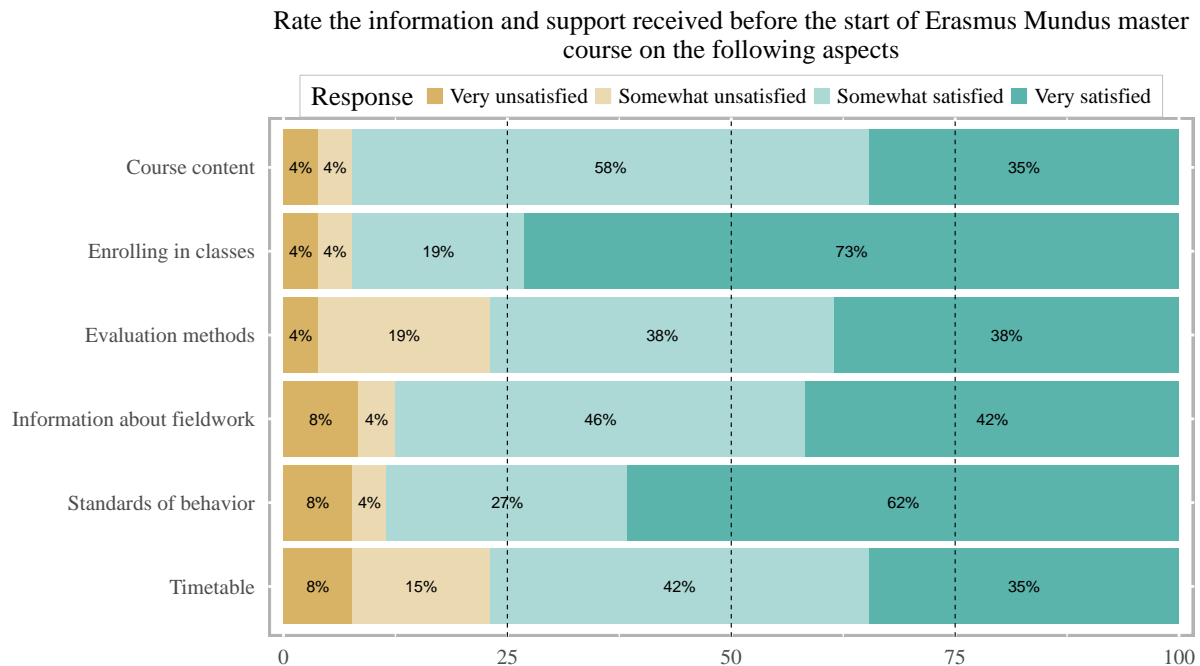 Rate the information and support received before the start of Erasmus Mundus master
course on the following aspects
Response Very unsatisfied Somewhat unsatisfied Somewhat satisfied Very satisfied
Course content 4% 4% 58% 35%
Enrolling in classes 4% 4% 19% 73%
Evaluation methods 4% 19% 38% 38%
Information about fieldwork 8% 4% 46% 42%
Standards of behavior 8% 4% 27% 62%
Timetable 8% 15% 42% 35%
0 25 50 75 100